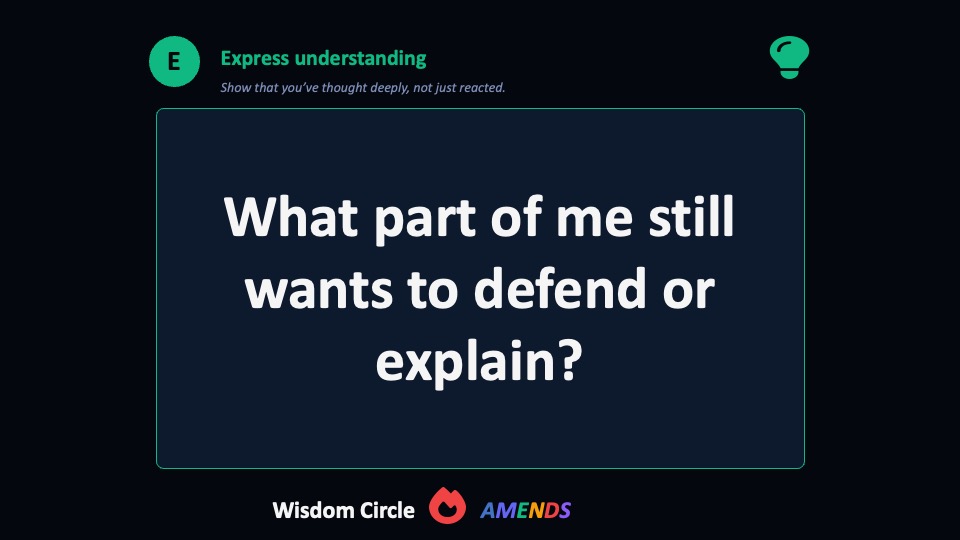 E
Express understanding
Show that you’ve thought deeply, not just reacted.
What part of me still
wants to defend or
explain?
Wisdom Circle AMENDS